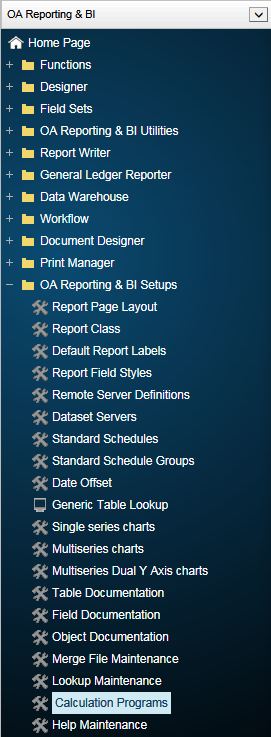 OA Reporting & BI
Home Page
Functions
Designer
Field Sets
OA Reporting & BI Utilities
Report Writer
General Ledger Reporter
Data Warehouse
Workflow
Document Designer
Print Manager
OA Reporting & BI Setups
Report Page Layout
Report Class
Default Report Labels
Report Field Styles
Remote Server Definitions
Dataset Servers
Standard Schedules
Standard Schedule Groups
Date Offset
Generic Table Lookup
Single series charts
Multiseries charts
Multiseries Dual Y Axis charts
Table Documentation
Field Documentation
Object Documentation
Merge File Maintenance
Lookup Maintenance
Calculation Programs
Help Maintenance